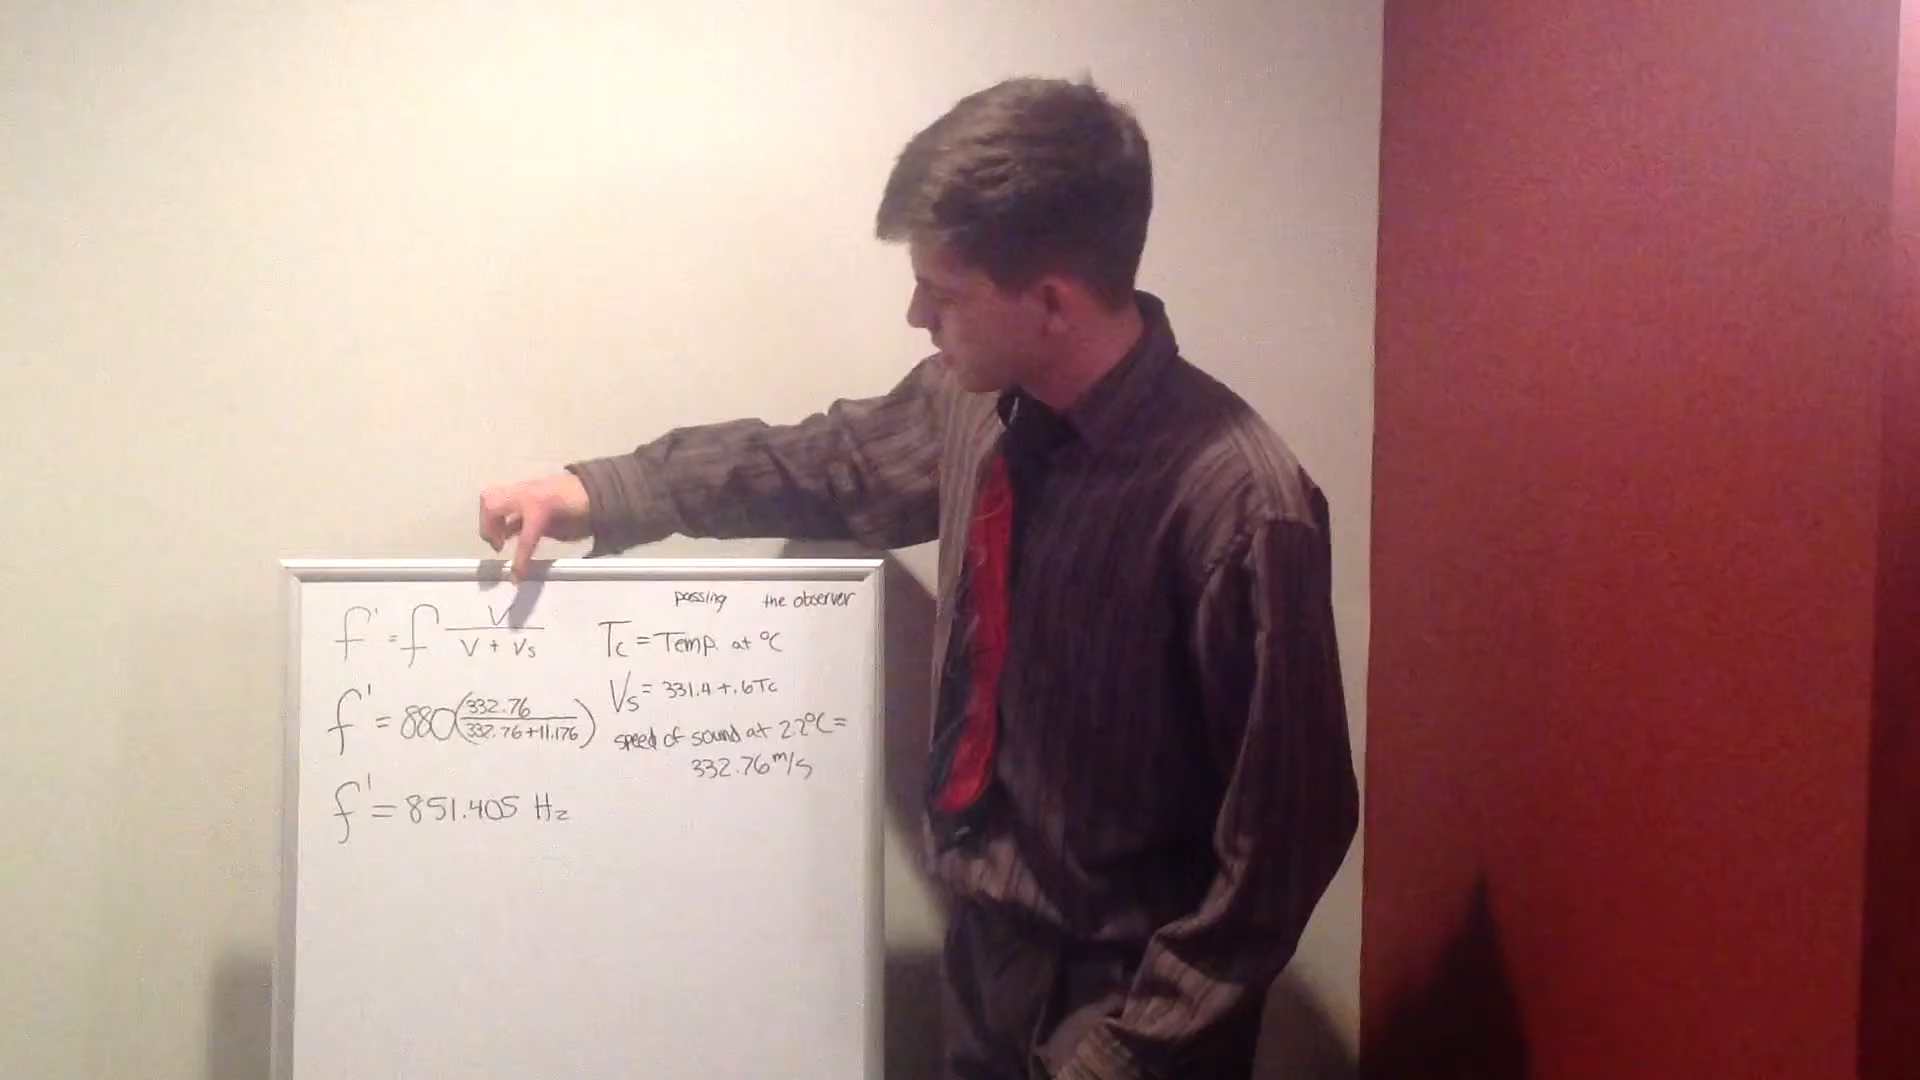 passing the observer
f' = f V / V + Vs
Tc = Temp. at °C
Vs = 331.4 + .6Tc
f' = 880(332.76 / 332.76+11.176)
speed of sound at 2.2°C =
332.76 m/s
f' = 851.405 Hz